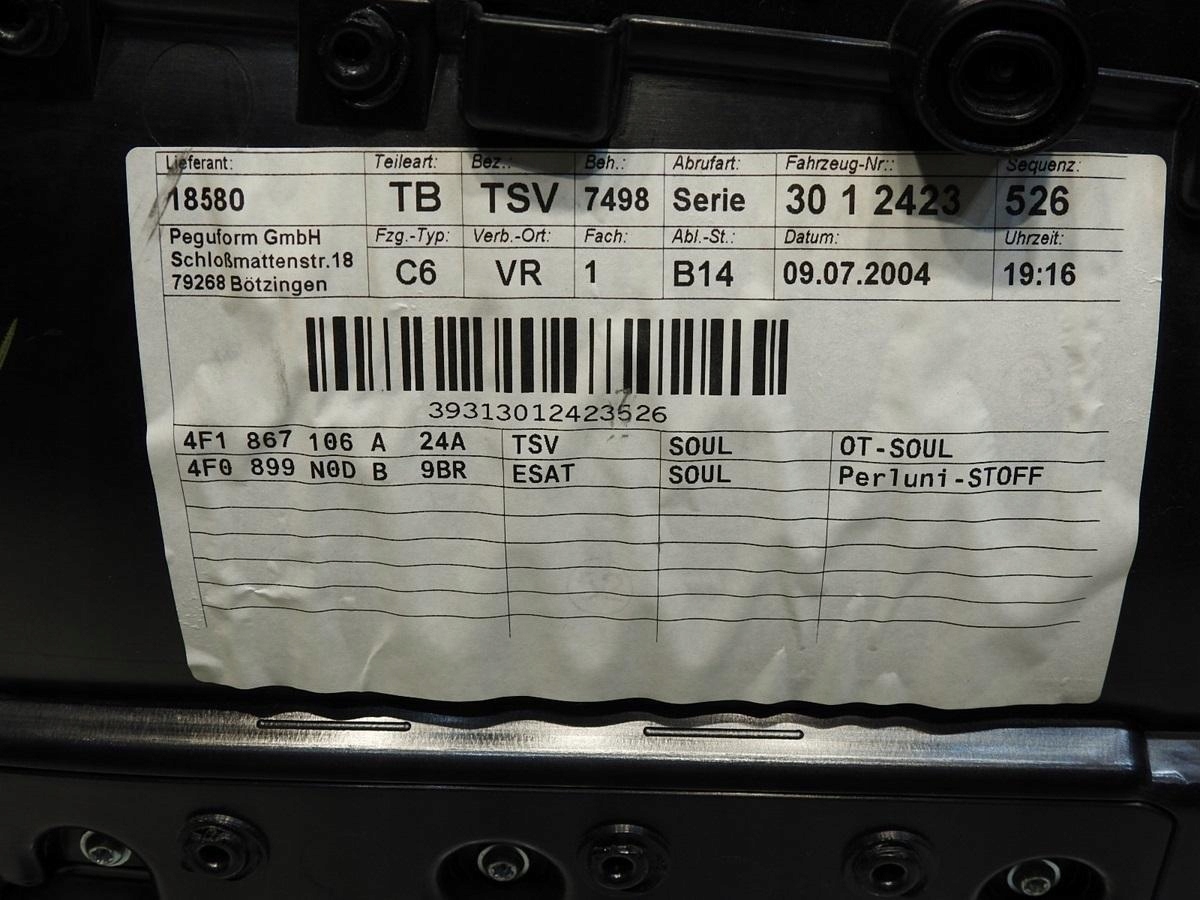 Lieferant: Teileart: Bez.: Beh.: Abrufart: Fahrzeug-Nr.: Sequenz:
18580 TB TSV 7498 Serie 30 1 2423 526
Peguform GmbH Fzg.-Typ: Verb.-Ort: Fach: Abl.-St.: Datum: Uhrzeit:
Schloßmattenstr.18
79268 Bötzingen C6 VR 1 B14 09.07.2004 19:16
39313012423526
4F1 867 106 A 24A TSV SOUL OT-SOUL
4F0 899 N0D B 9BR ESAT SOUL Perluni-STOFF